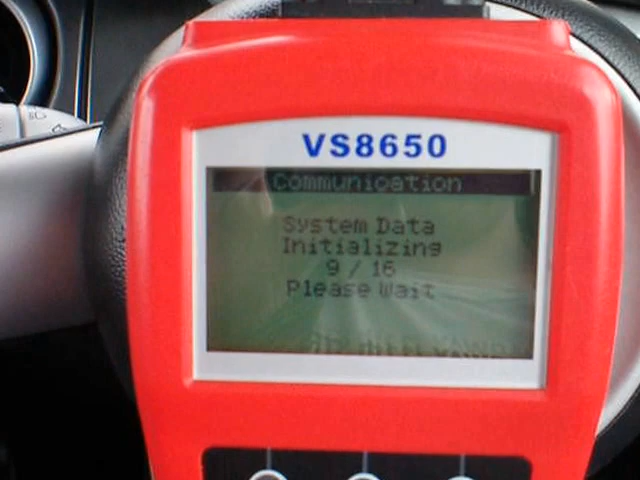 VS8650
Communication
System Data
Initializing
9 / 16
Please Wait